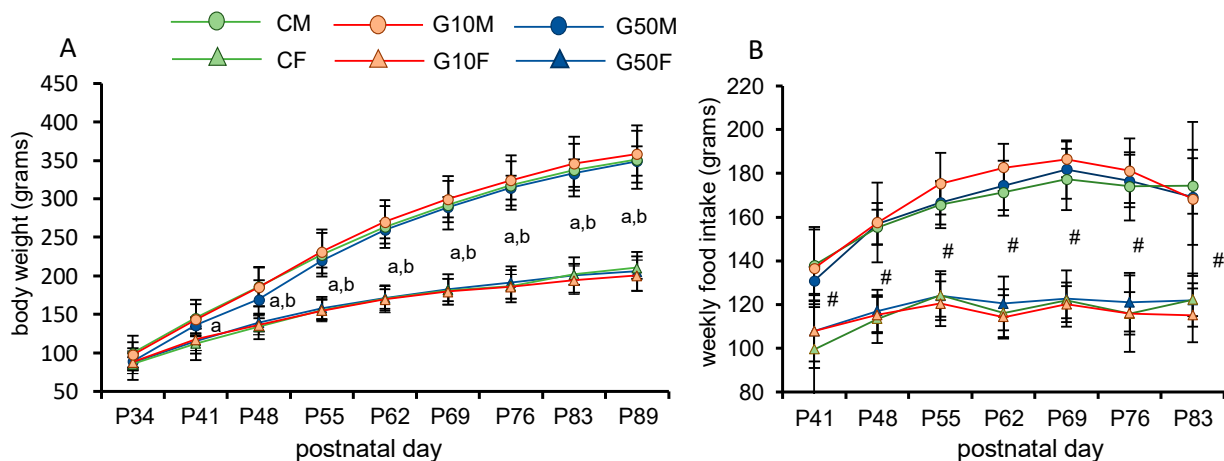 CM G10M G50M
CF G10F G50F
A
body weight (grams)
450
400
350
300
250
200
150
100
50
a
a,b
a,b
a,b
a,b
a,b
a,b
a,b
P34 P41 P48 P55 P62 P69 P76 P83 P89
postnatal day
B
weekly food intake (grams)
220
200
180
160
140
120
100
80
# # # # # # #
P41 P48 P55 P62 P69 P76 P83
postnatal day